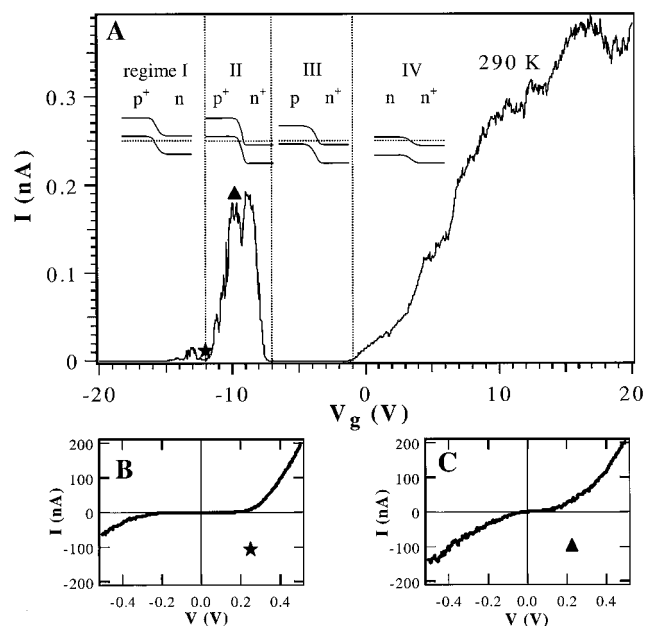 A
regime I
II
III
IV
290 K
p+ n
p+ n+
p n+
n n+
I (nA)
0.3
0.2
0.1
0
-20
-10
0
10
20
Vg (V)
B
I (nA)
200
100
0
-100
-200
-0.4
-0.2
0.0
0.2
0.4
V (V)
C
I (nA)
200
100
0
-100
-200
-0.4
-0.2
0.0
0.2
0.4
V (V)